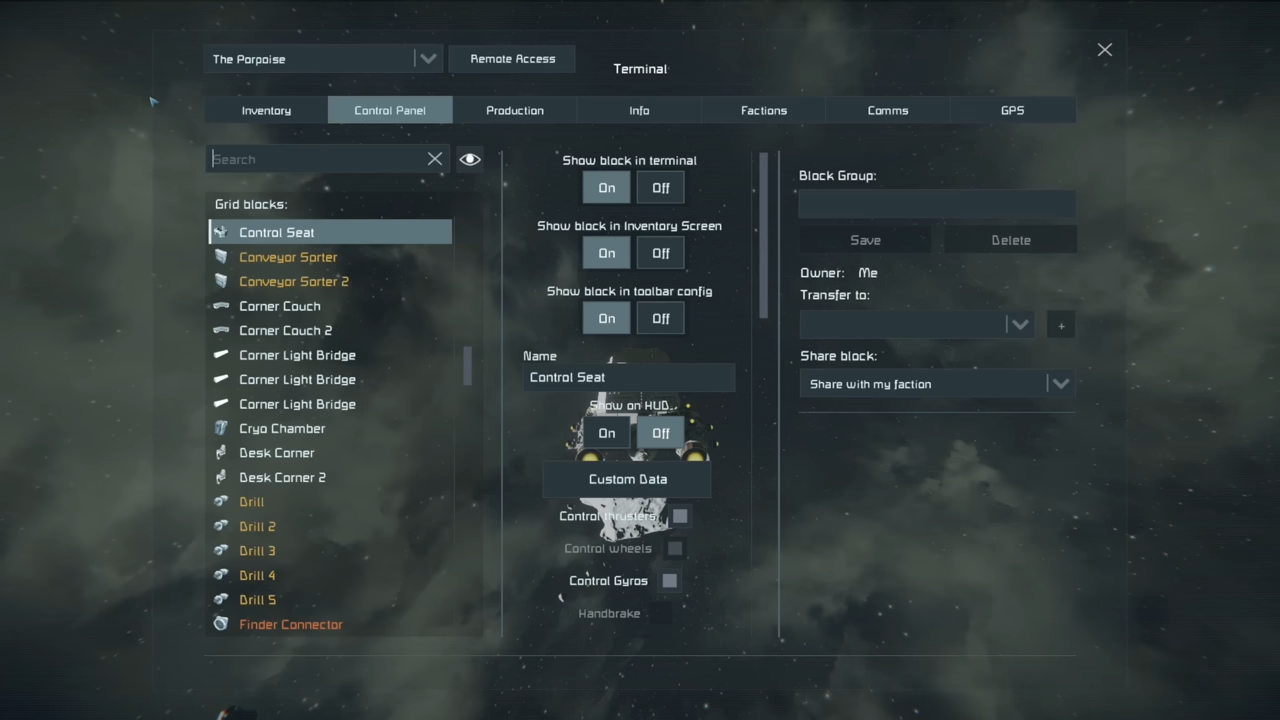 The Porpoise
Remote Access
Terminal
Inventory
Control Panel
Production
Info
Factions
Comms
GPS
Search
Grid blocks:
Control Seat
Conveyor Sorter
Conveyor Sorter 2
Corner Couch
Corner Couch 2
Corner Light Bridge
Corner Light Bridge
Corner Light Bridge
Cryo Chamber
Desk Corner
Desk Corner 2
Drill
Drill 2
Drill 3
Drill 4
Drill 5
Finder Connector
Show block in terminal
On Off
Show block in Inventory Screen
On Off
Show block in toolbar config
On Off
Name
Control Seat
Show on HUD
On Off
Custom Data
Control thrusters
Control wheels
Control Gyros
Handbrake
Block Group:
Save Delete
Owner: Me
Transfer to:
+
Share block:
Share with my faction